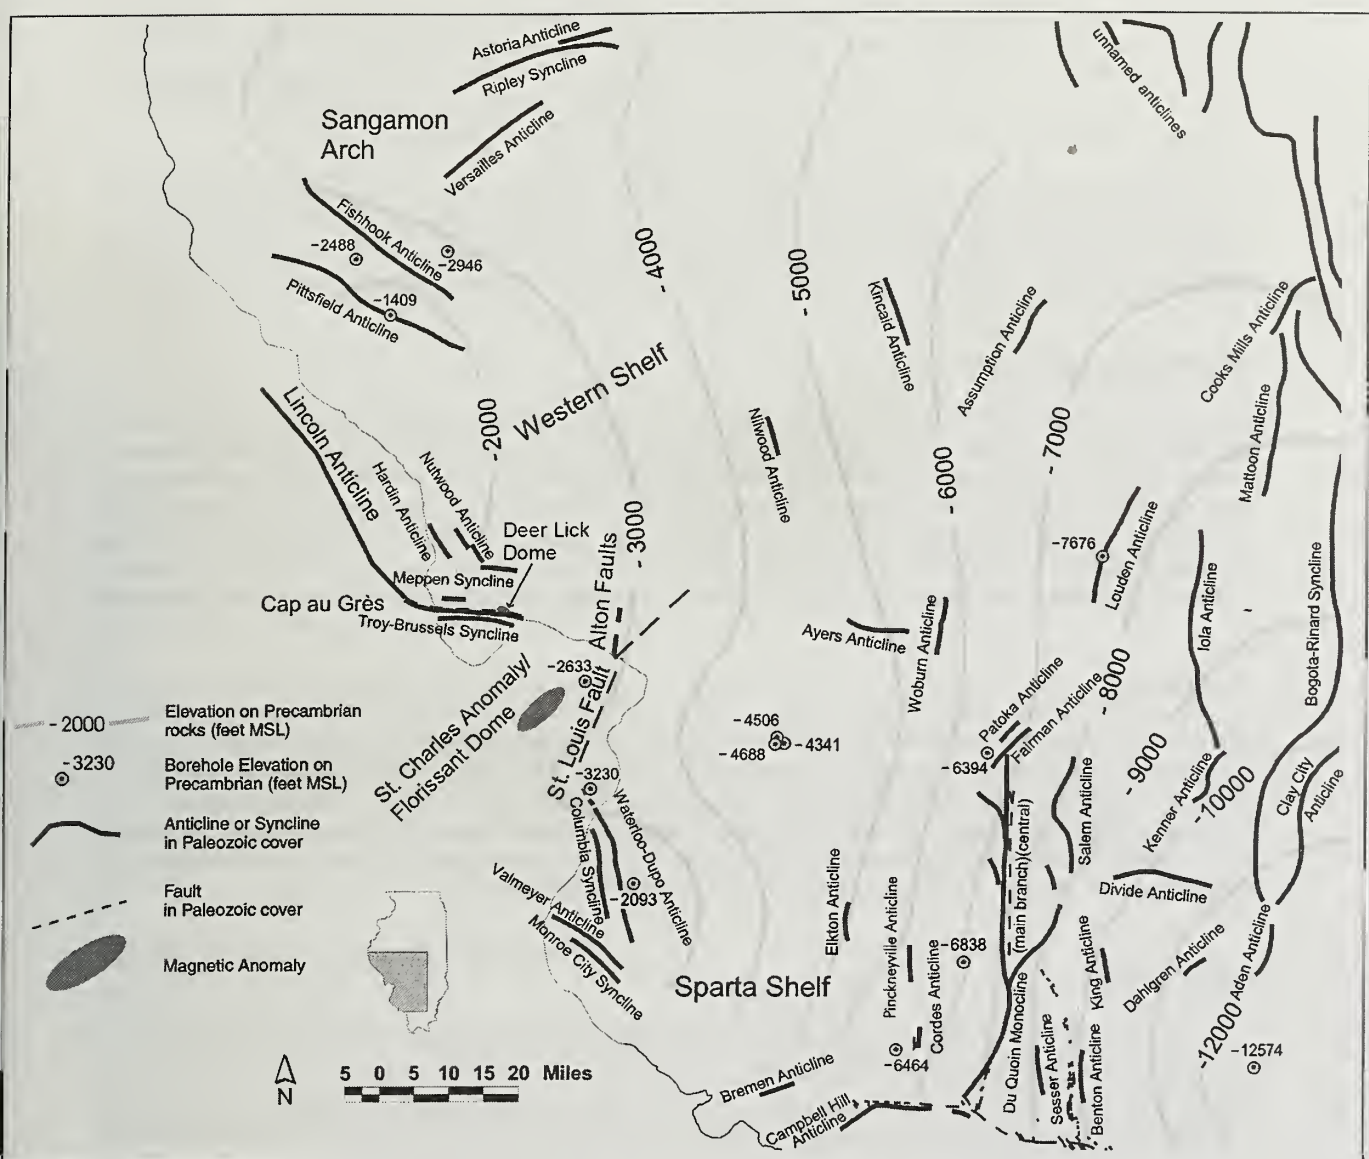 Astoria Anticline
Ripley Syncline
Versailles Anticline
Sangamon
Arch
unnamed anticlines
Fishhook Anticline
-2488
-2946
-1409
Pittsfield Anticline
-4000
-5000
Kincaid Anticline
Assumption Anticline
Cooks Mills Anticline
Mattoon Anticline
Western Shelf
-2000
Lincoln Anticline
Hardin Anticline
Nutwood Anticline
Nilwood Anticline
-6000
-7000
Deer Lick
Dome
-3000
Alton Faults
Meppen Syncline
Cap au Grès
Troy-Brussels Syncline
-7676
Louden Anticline
Iola Anticline
Bogota-Rinard Syncline
Ayers Anticline
Woburn Anticline
-2633
St. Charles Anomaly/
Florissant Dome
St. Louis Fault
-8000
Patoka Anticline
Fairman Anticline
-6394
-4506
-4688
-4341
-9000
Kenner Anticline
-10000
Clay City
Anticline
-3230
Columbia Syncline
Waterloo-Dupo Anticline
-2093
Valmeyer Anticline
Monroe City Syncline
Salem Anticline
(main branch)(central)
Divide Anticline
Elkton Anticline
Pinckneyville Anticline
Cordes Anticline
-6838
-6464
Sparta Shelf
Du Quoin Monocline
King Anticline
Sesser Anticline
Benton Anticline
Dahlgren Anticline
Aden Anticline
-12000
-12574
Bremen Anticline
Campbell Hill
Anticline
-2000
Elevation on Precambrian
rocks (feet MSL)
-3230
Borehole Elevation on
Precambrian (feet MSL)
Anticline or Syncline
in Paleozoic cover
Fault
in Paleozoic cover
Magnetic Anomaly
N
5 0 5 10 15 20 Miles